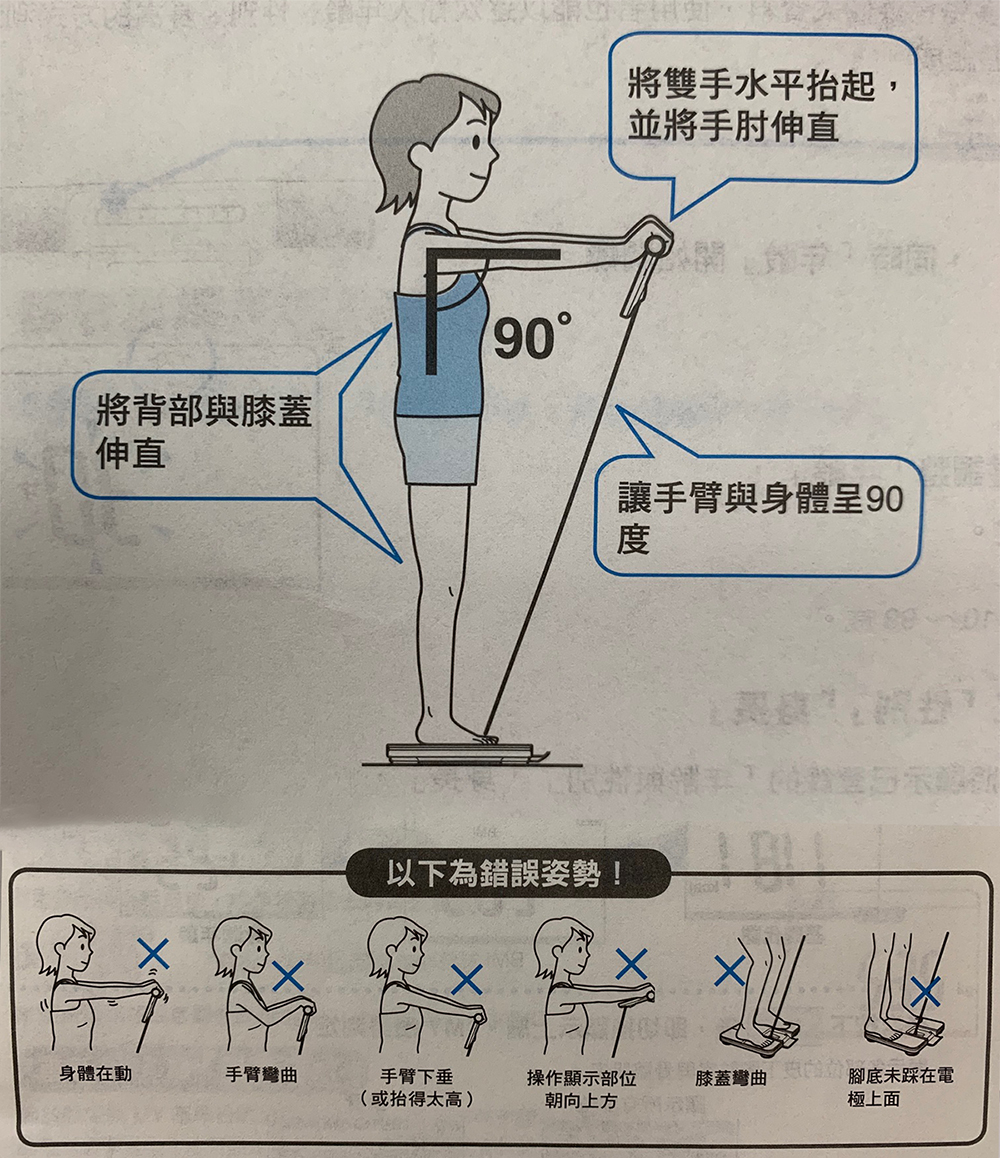 將雙手水平抬起，
並將手肘伸直
90°
將背部與膝蓋
伸直
讓手臂與身體呈90
度
以下為錯誤姿勢！
身體在動
手臂彎曲
手臂下垂
（或抬得太高）
操作顯示部位
朝向上方
膝蓋彎曲
腳底未踩在電
極上面